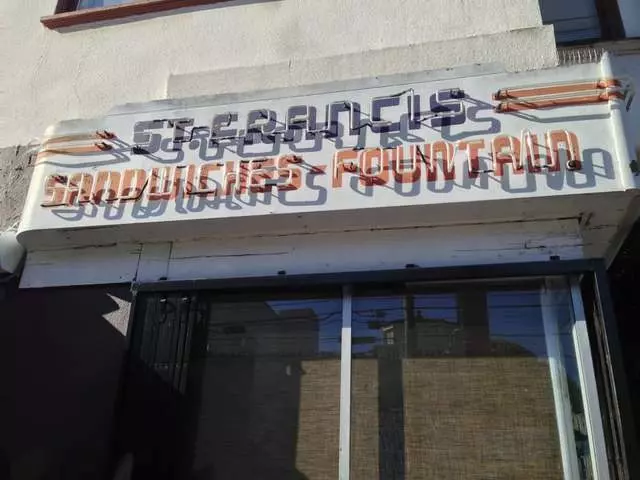 ST. FRANCIS
SANDWICHES - FOUNTAIN